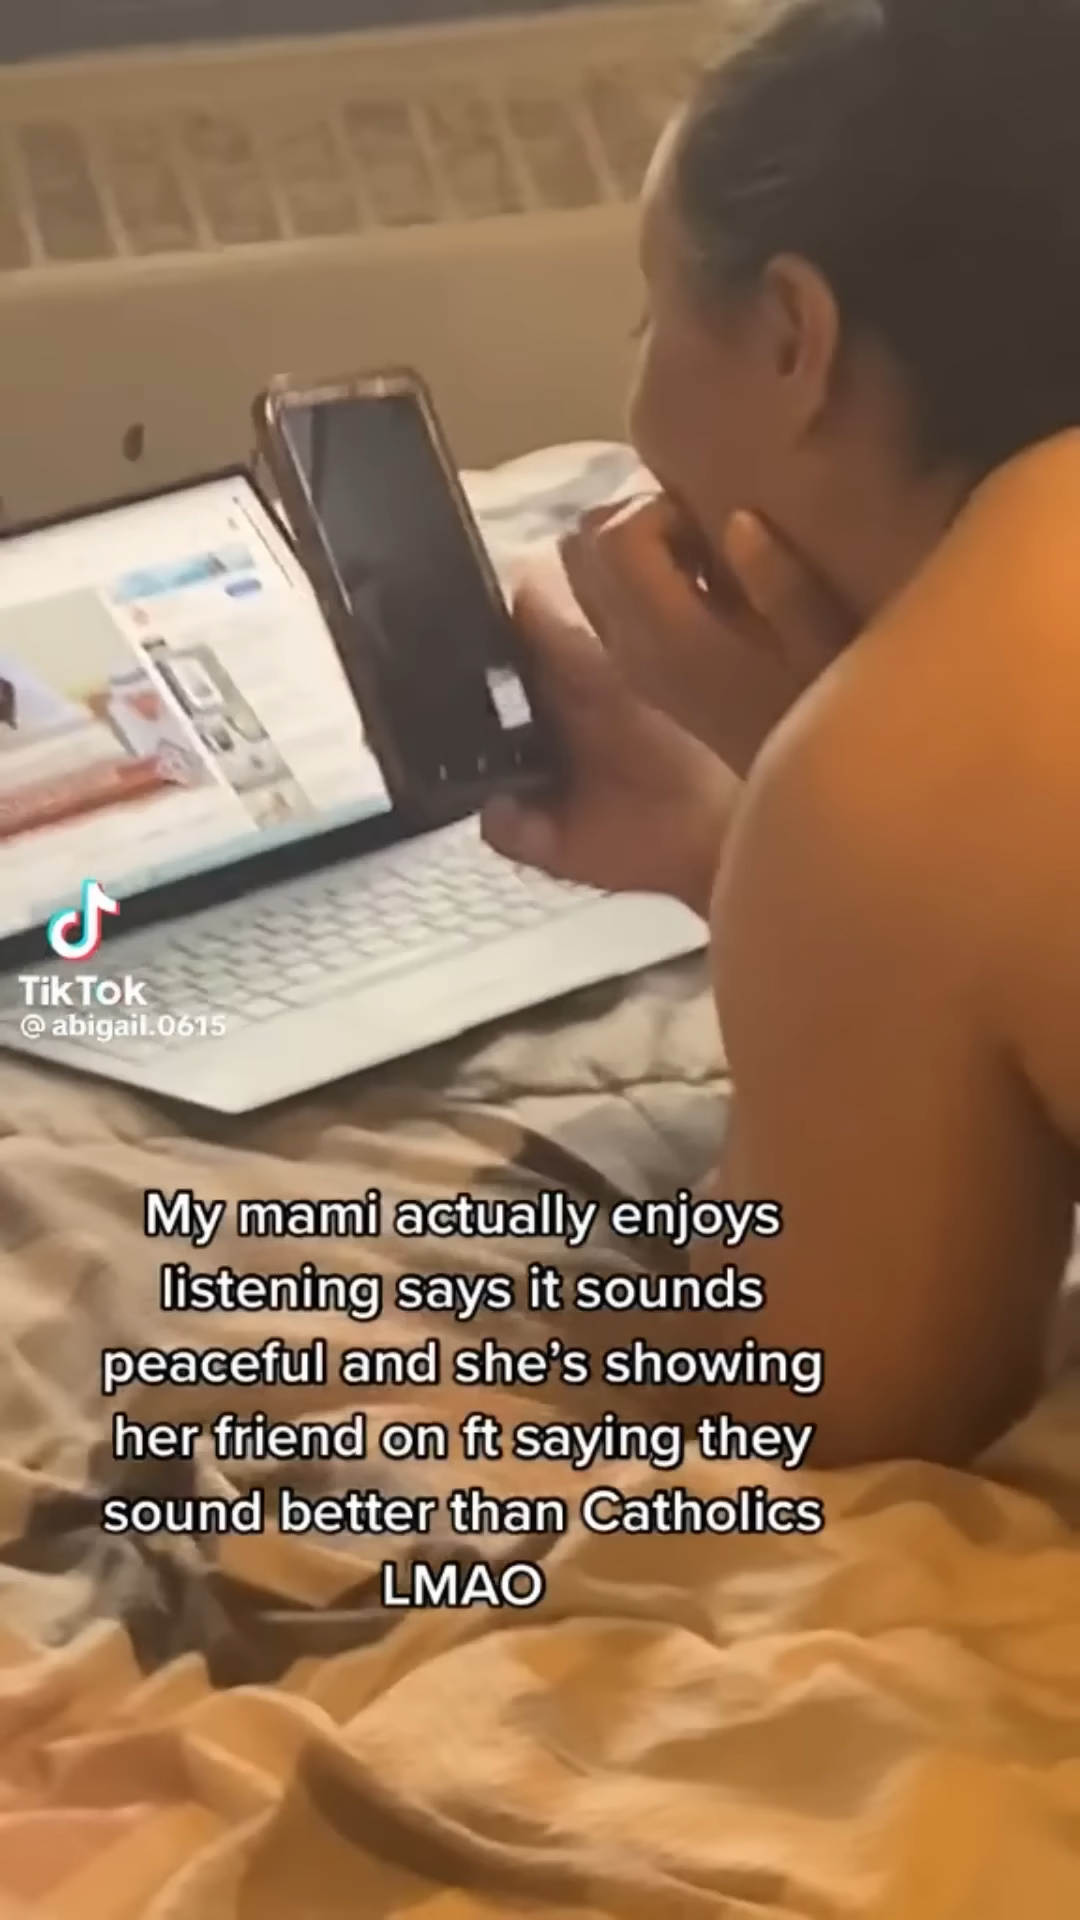 TikTok
@abigail.0615
My mami actually enjoys
listening says it sounds
peaceful and she’s showing
her friend on ft saying they
sound better than Catholics
LMAO